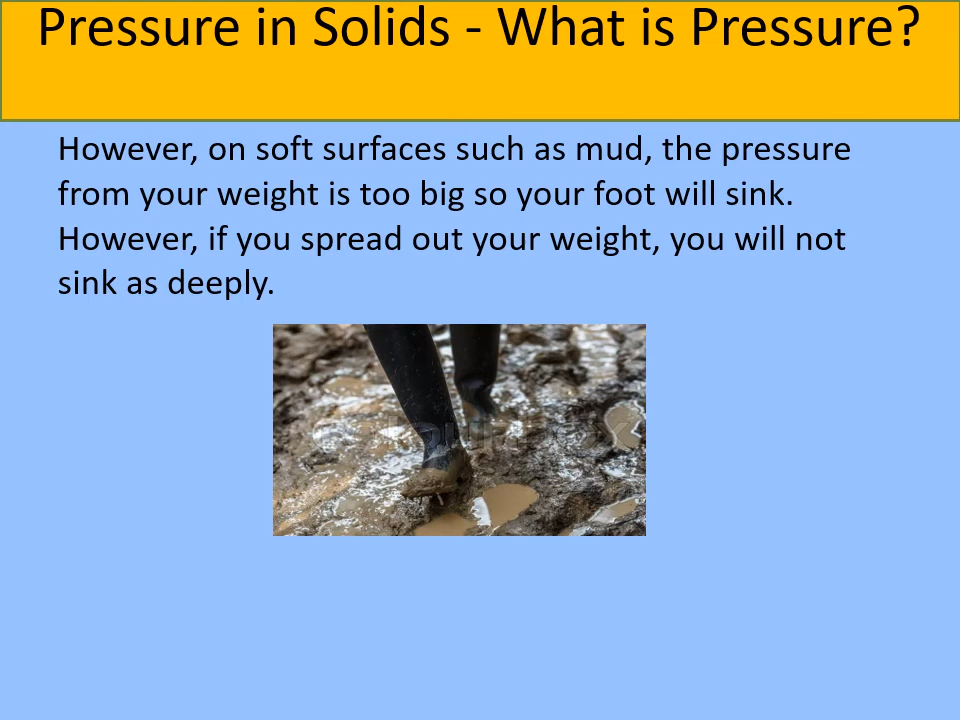 Pressure in Solids - What is Pressure?
However, on soft surfaces such as mud, the pressure
from your weight is too big so your foot will sink.
However, if you spread out your weight, you will not
sink as deeply.